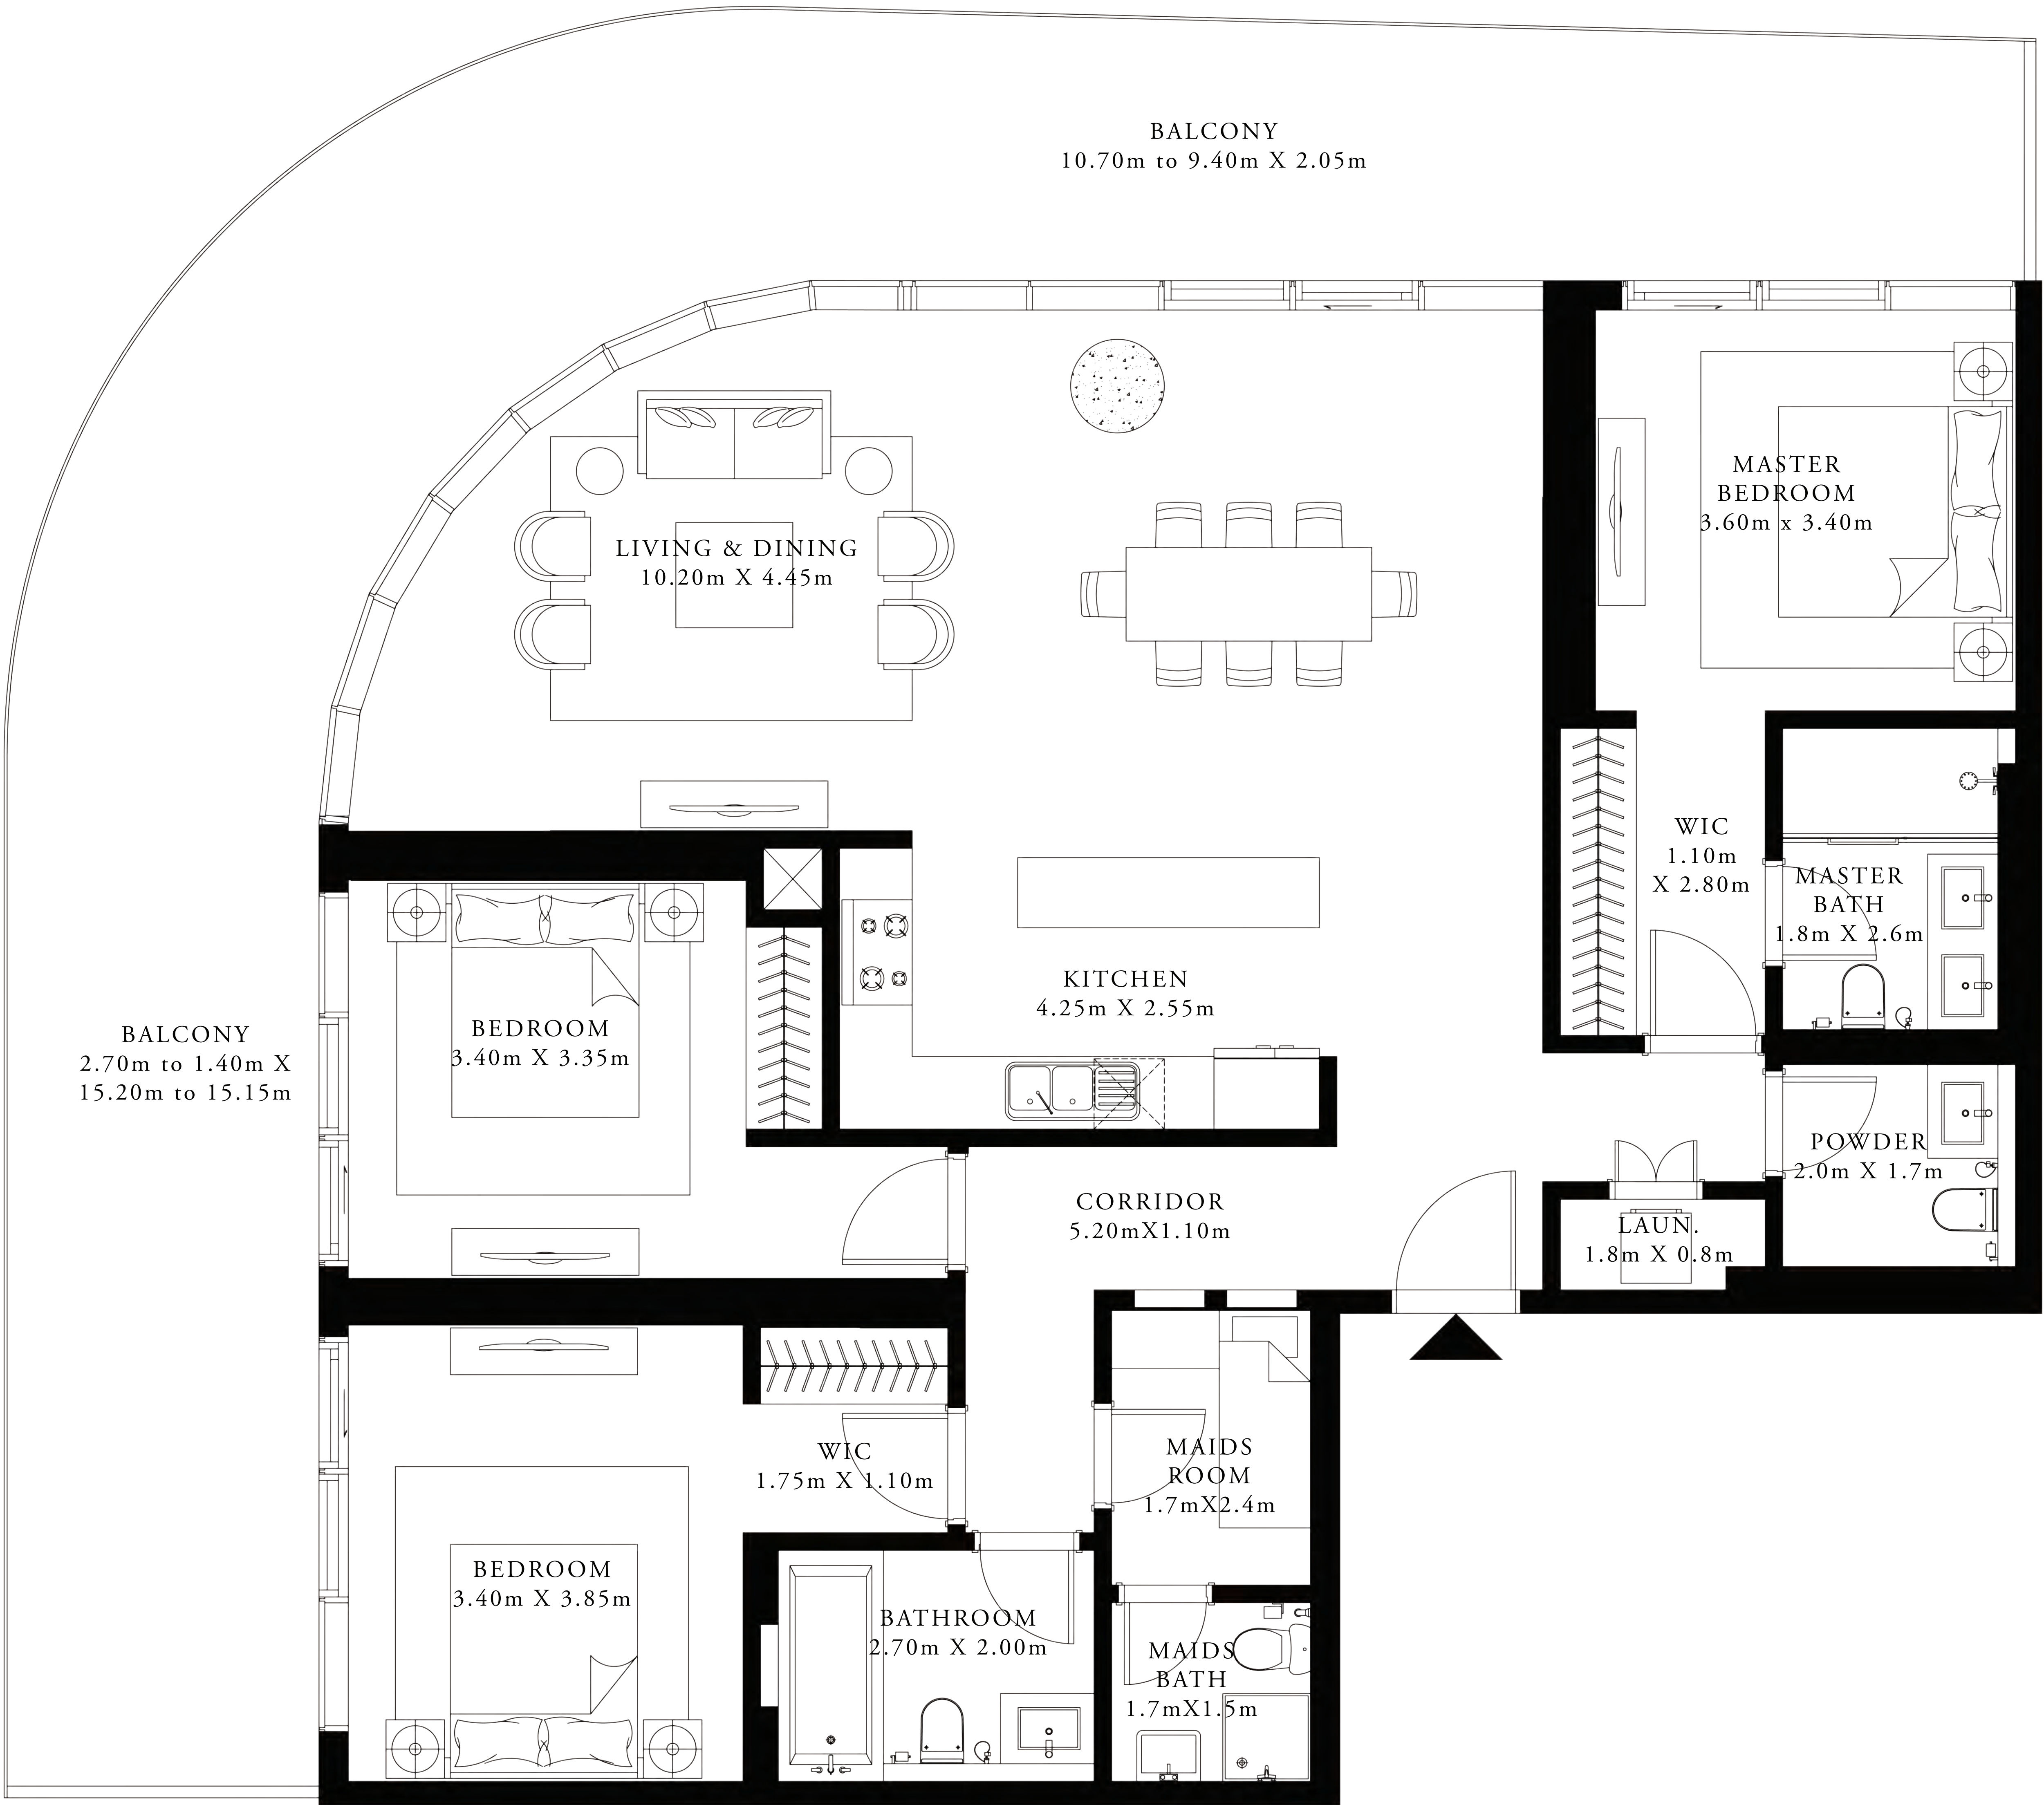 BALCONY
10.70m to 9.40m X 2.05m
MASTER
BEDROOM
3.60m x 3.40m
LIVING & DINING
10.20m X 4.45m
WIC
1.10m
X 2.80m
MASTER
BATH
1.8m X 2.6m
KITCHEN
4.25m X 2.55m
BEDROOM
3.40m X 3.35m
BALCONY
2.70m to 1.40m X
15.20m to 15.15m
POWDER
2.0m X 1.7m
CORRIDOR
5.20mX1.10m
LAUN.
1.8m X 0.8m
WIC
1.75m X 1.10m
MAIDS
ROOM
1.7mX2.4m
BEDROOM
3.40m X 3.85m
BATHROOM
2.70m X 2.00m
MAIDS
BATH
1.7mX1.5m